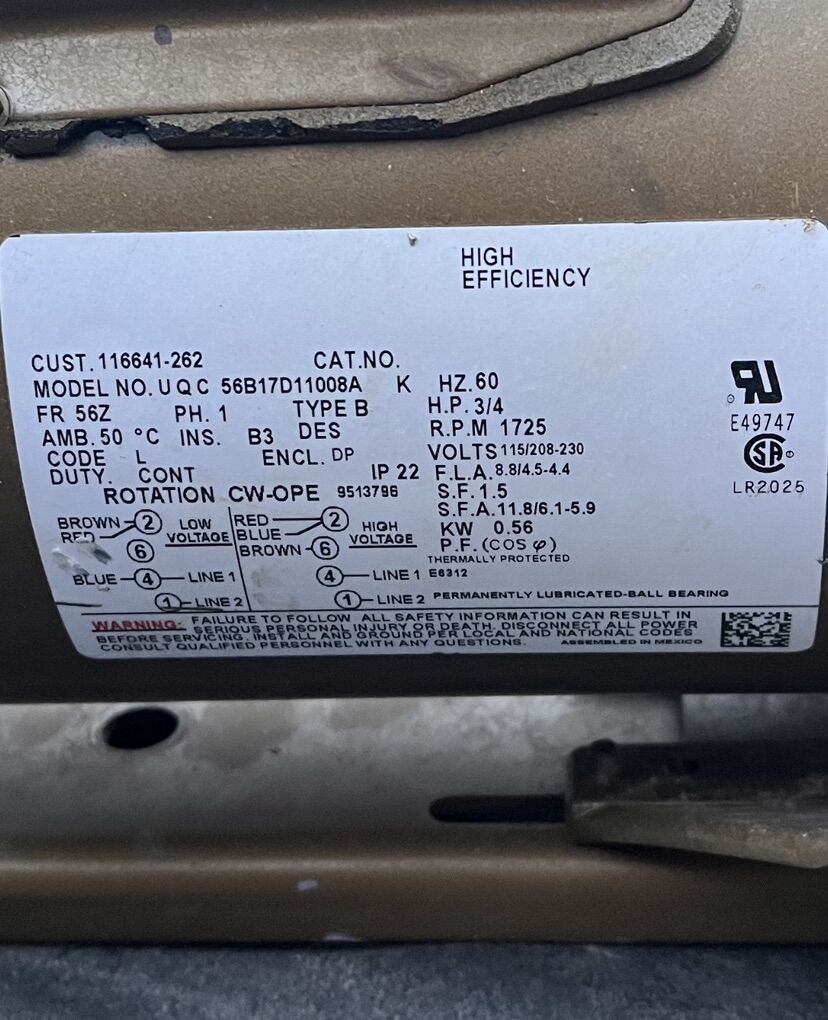 HIGH
EFFICIENCY
CUST. 116641-262 CAT.NO.
MODEL NO. UQC 56B17D11008A K HZ. 60
FR 56Z PH. 1 TYPE B H.P. 3/4
AMB. 50 °C INS. B3 DES R.P.M 1725
CODE L ENCL. DP VOLTS 115/208-230
DUTY. CONT IP 22 F.L.A. 8.8/4.5-4.4
ROTATION CW-OPE 9513796 S.F. 1.5
S.F.A. 11.8/6.1-5.9
KW 0.56
P.F. (COS φ)
THERMALLY PROTECTED
E6312
PERMANENTLY LUBRICATED-BALL BEARING
BROWN 2 LOW
RED VOLTAGE
6
BLUE 4 LINE 1
1 LINE 2
RED 2 HIGH
BLUE VOLTAGE
BROWN 6
4 LINE 1
1 LINE 2
UR
E49747
SA
LR2025
WARNING: FAILURE TO FOLLOW ALL SAFETY INFORMATION CAN RESULT IN
SERIOUS PERSONAL INJURY OR DEATH. DISCONNECT ALL POWER
BEFORE SERVICING. INSTALL AND GROUND PER LOCAL AND NATIONAL CODES
CONSULT QUALIFIED PERSONNEL WITH ANY QUESTIONS. ASSEMBLED IN MEXICO